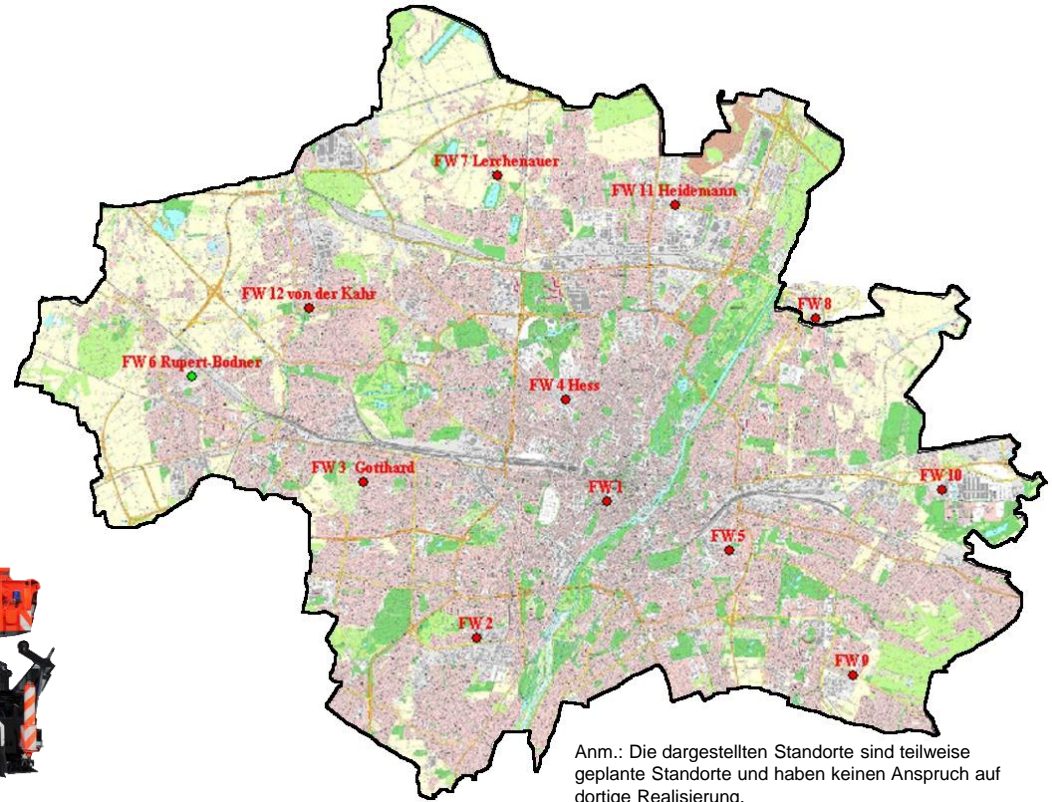 FW 7 Lerchenauer
FW 11 Heidemann
FW 12 von der Kahr
FW 8
FW 6 Rupert-Bodner
FW 4 Hess
FW 3 Gotthard
FW 10
FW 1
FW 5
FW 2
FW 9
Anm.: Die dargestellten Standorte sind teilweise
geplante Standorte und haben keinen Anspruch auf
dortige Realisierung.